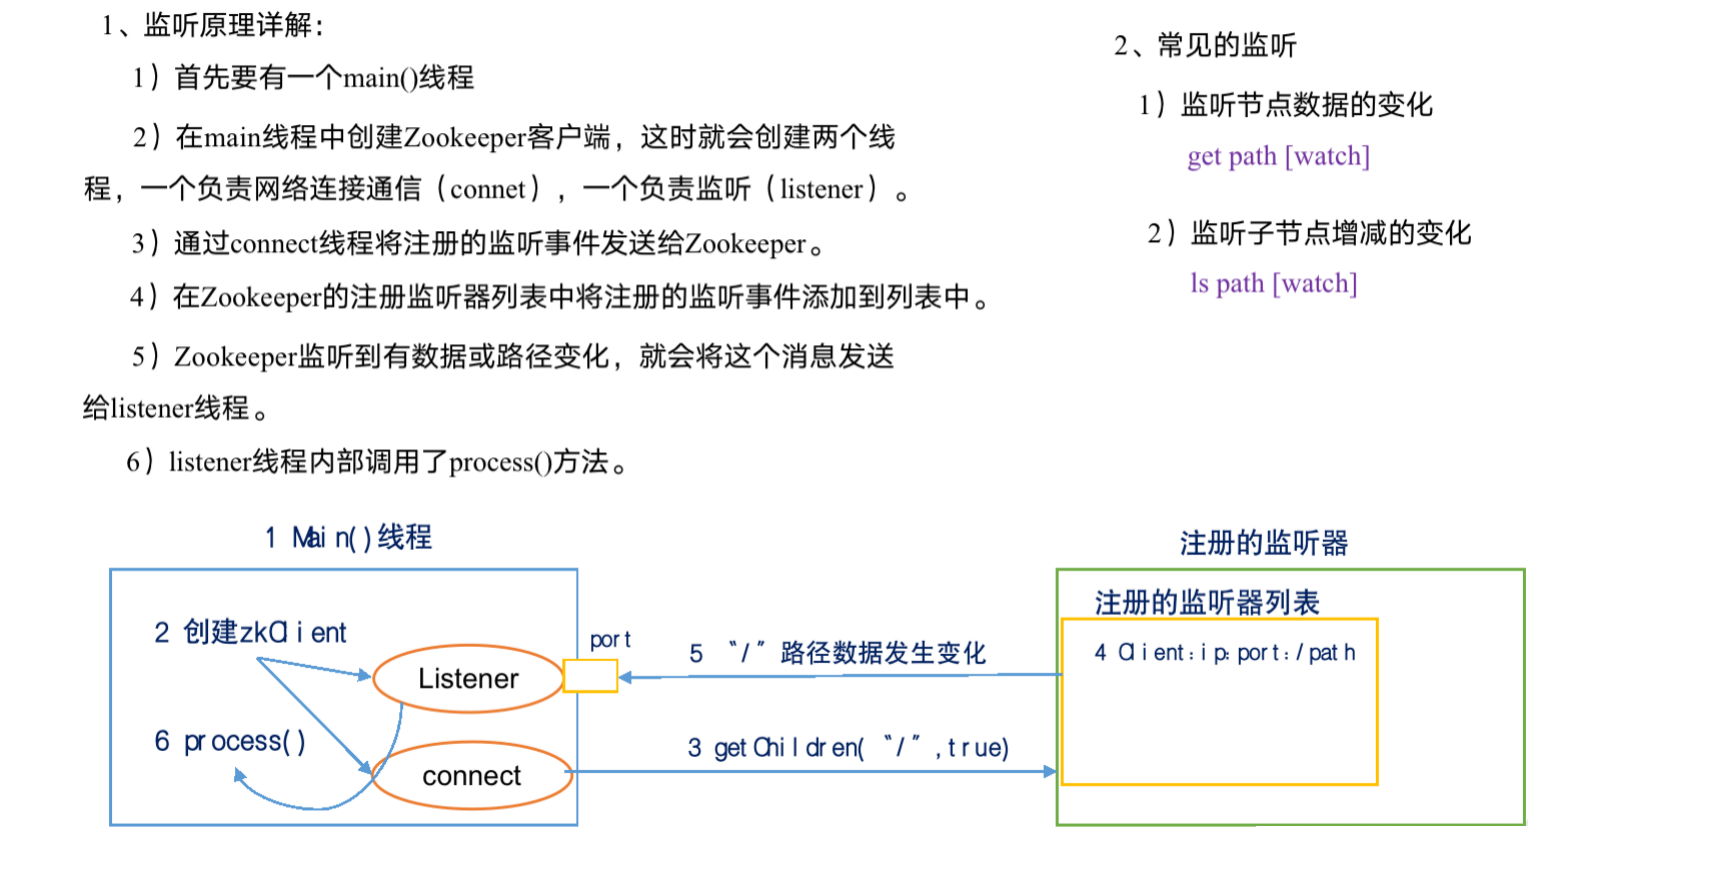 1、监听原理详解：
1）首先要有一个main()线程
2）在main线程中创建Zookeeper客户端，这时就会创建两个线
程，一个负责网络连接通信（connet），一个负责监听（listener）。
3）通过connect线程将注册的监听事件发送给Zookeeper。
4）在Zookeeper的注册监听器列表中将注册的监听事件添加到列表中。
5）Zookeeper监听到有数据或路径变化，就会将这个消息发送
给listener线程。
6）listener线程内部调用了process()方法。
2、常见的监听
1）监听节点数据的变化
get path [watch]
2）监听子节点增减的变化
ls path [watch]
1 Main()线程
2 创建zkClient
Listener
port
6 process()
connect
5 “/”路径数据发生变化
3 getChildren(“/”,true)
注册的监听器
注册的监听器列表
4 Client:ip:port:/path